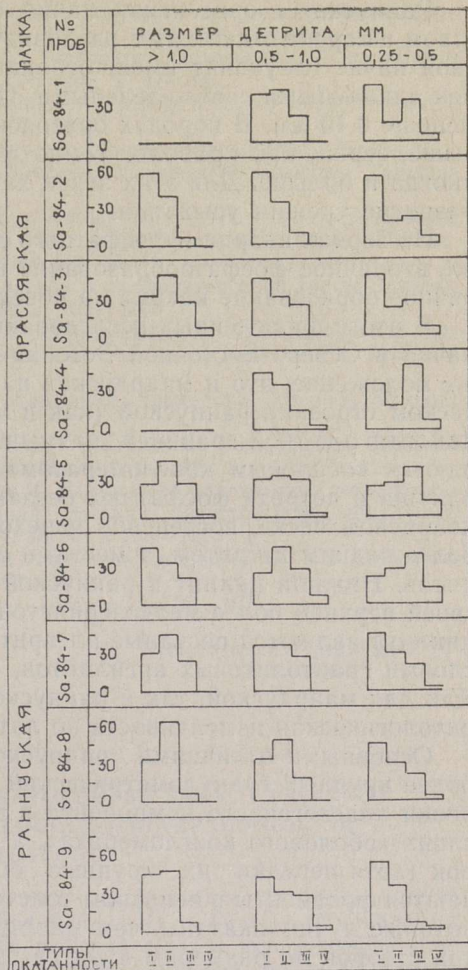 ПАЧКА № ПРОБ РАЗМЕР ДЕТРИТА, ММ
> 1,0 0,5 - 1,0 0,25 - 0,5
ОРАСОЯСКАЯ
Sa-84-1 30 0
Sa-84-2 60 30 0
Sa-84-3 30 0
Sa-84-4 30 0
Sa-84-5 30 0
РАННУСКАЯ
Sa-84-6 60 30 0
Sa-84-7 30 0
Sa-84-8 60 30 0
Sa-84-9 60 30 0
ТИПЫ ОКАТАННОСТИ I II III IV I II III IV I II III IV